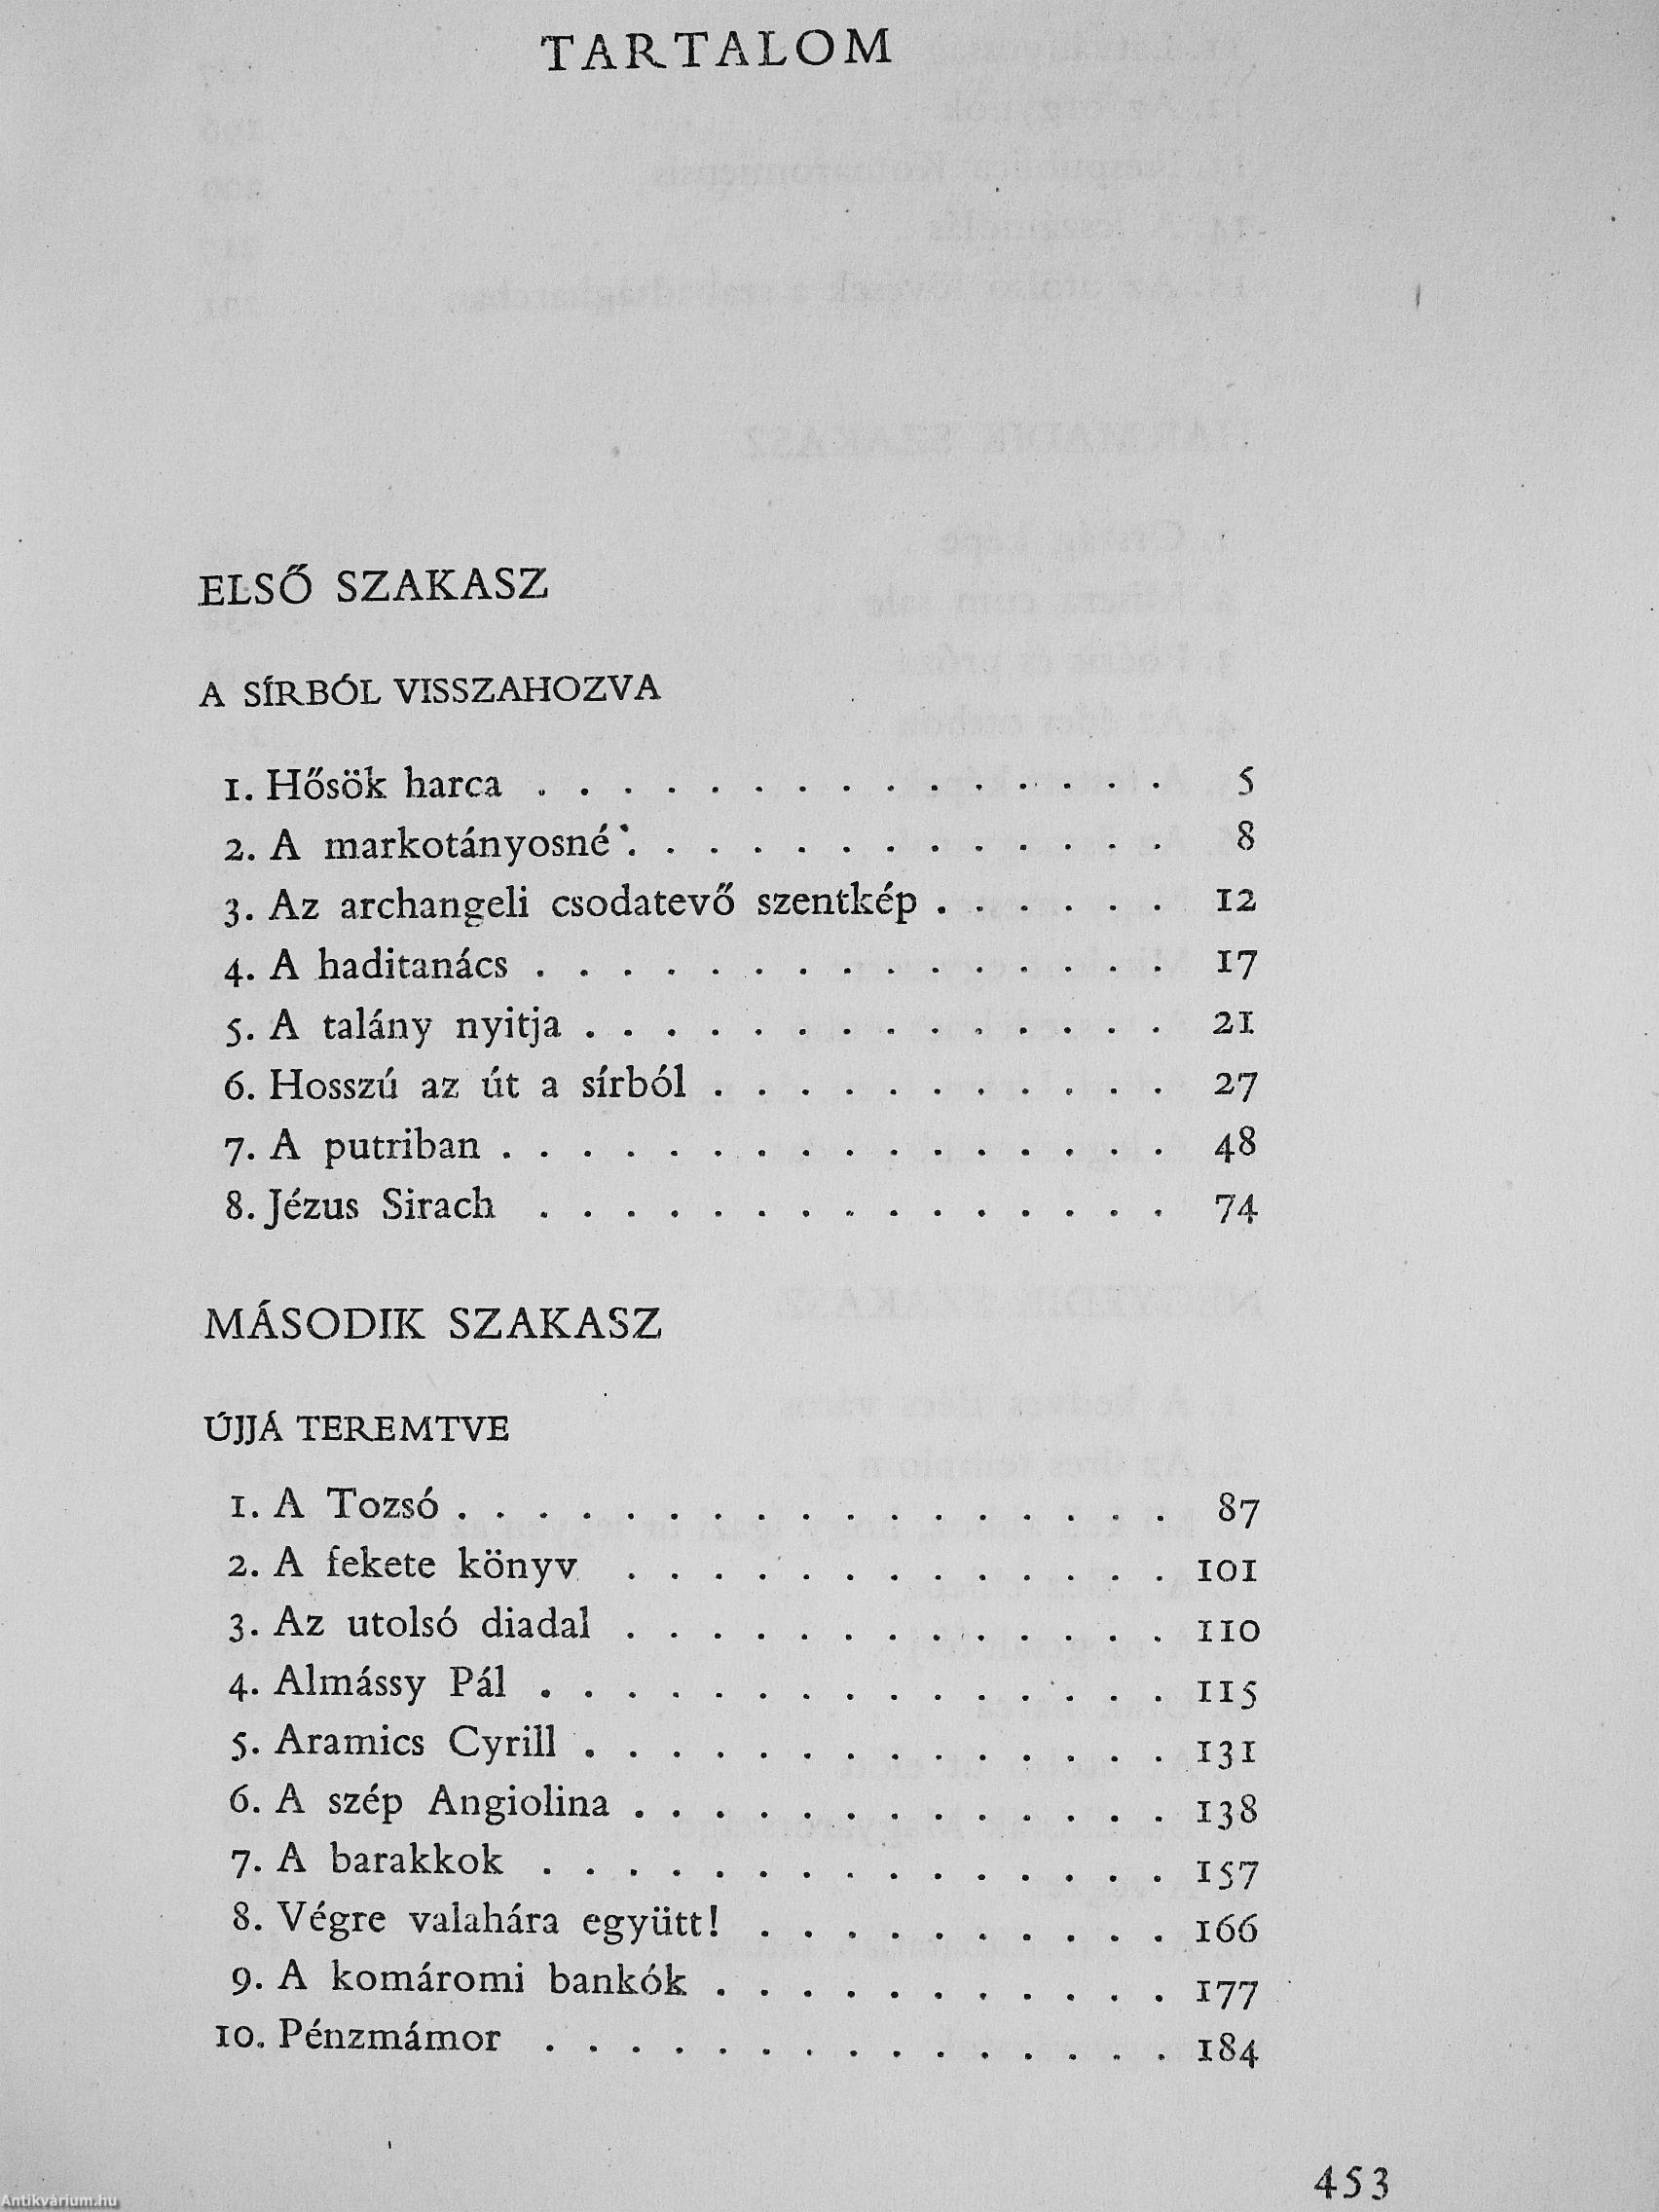 TARTALOM
ELSŐ SZAKASZ
A SÍRBÓL VISSZAHOZVA
1. Hősök harca . . . . . . . . . . . . . . . 5
2. A markotányosné . . . . . . . . . . . . . 8
3. Az archangeli csodatevő szentkép . . . . . . 12
4. A haditanács . . . . . . . . . . . . . . . 17
5. A talány nyitja . . . . . . . . . . . . . . 21
6. Hosszú az út a sírból . . . . . . . . . . . 27
7. A putriban . . . . . . . . . . . . . . . . 48
8. Jézus Sirach . . . . . . . . . . . . . . . 74
MÁSODIK SZAKASZ
ÚJJÁ TEREMTVE
1. A Tozsó . . . . . . . . . . . . . . . . . 87
2. A fekete könyv . . . . . . . . . . . . . 101
3. Az utolsó diadal . . . . . . . . . . . . . 110
4. Almássy Pál . . . . . . . . . . . . . . . 115
5. Aramics Cyrill . . . . . . . . . . . . . . 131
6. A szép Angiolina . . . . . . . . . . . . . 138
7. A barakkok . . . . . . . . . . . . . . . 157
8. Végre valahára együtt! . . . . . . . . . . 166
9. A komáromi bankók . . . . . . . . . . . 177
10. Pénzmámor . . . . . . . . . . . . . . . 184
453
Antikvárium.hu